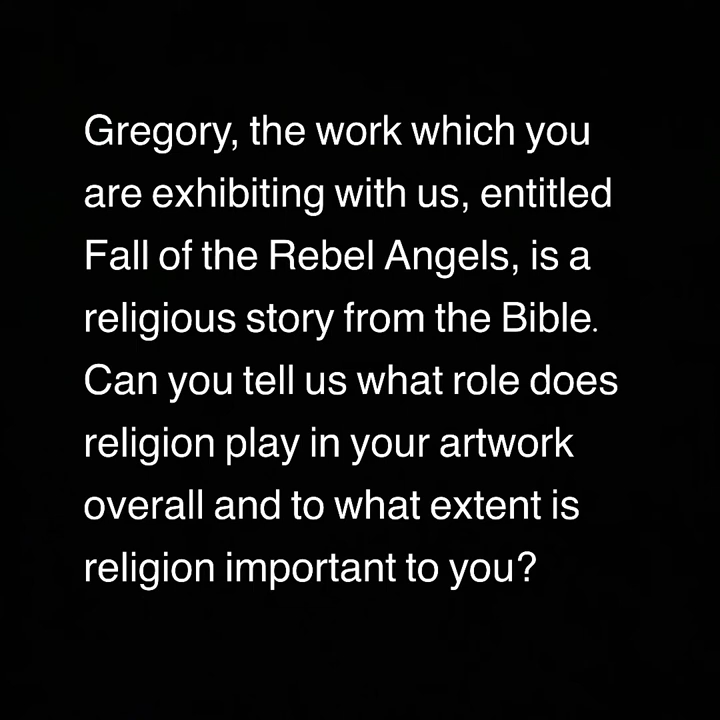 Gregory, the work which you
are exhibiting with us, entitled
Fall of the Rebel Angels, is a
religious story from the Bible.
Can you tell us what role does
religion play in your artwork
overall and to what extent is
religion important to you?